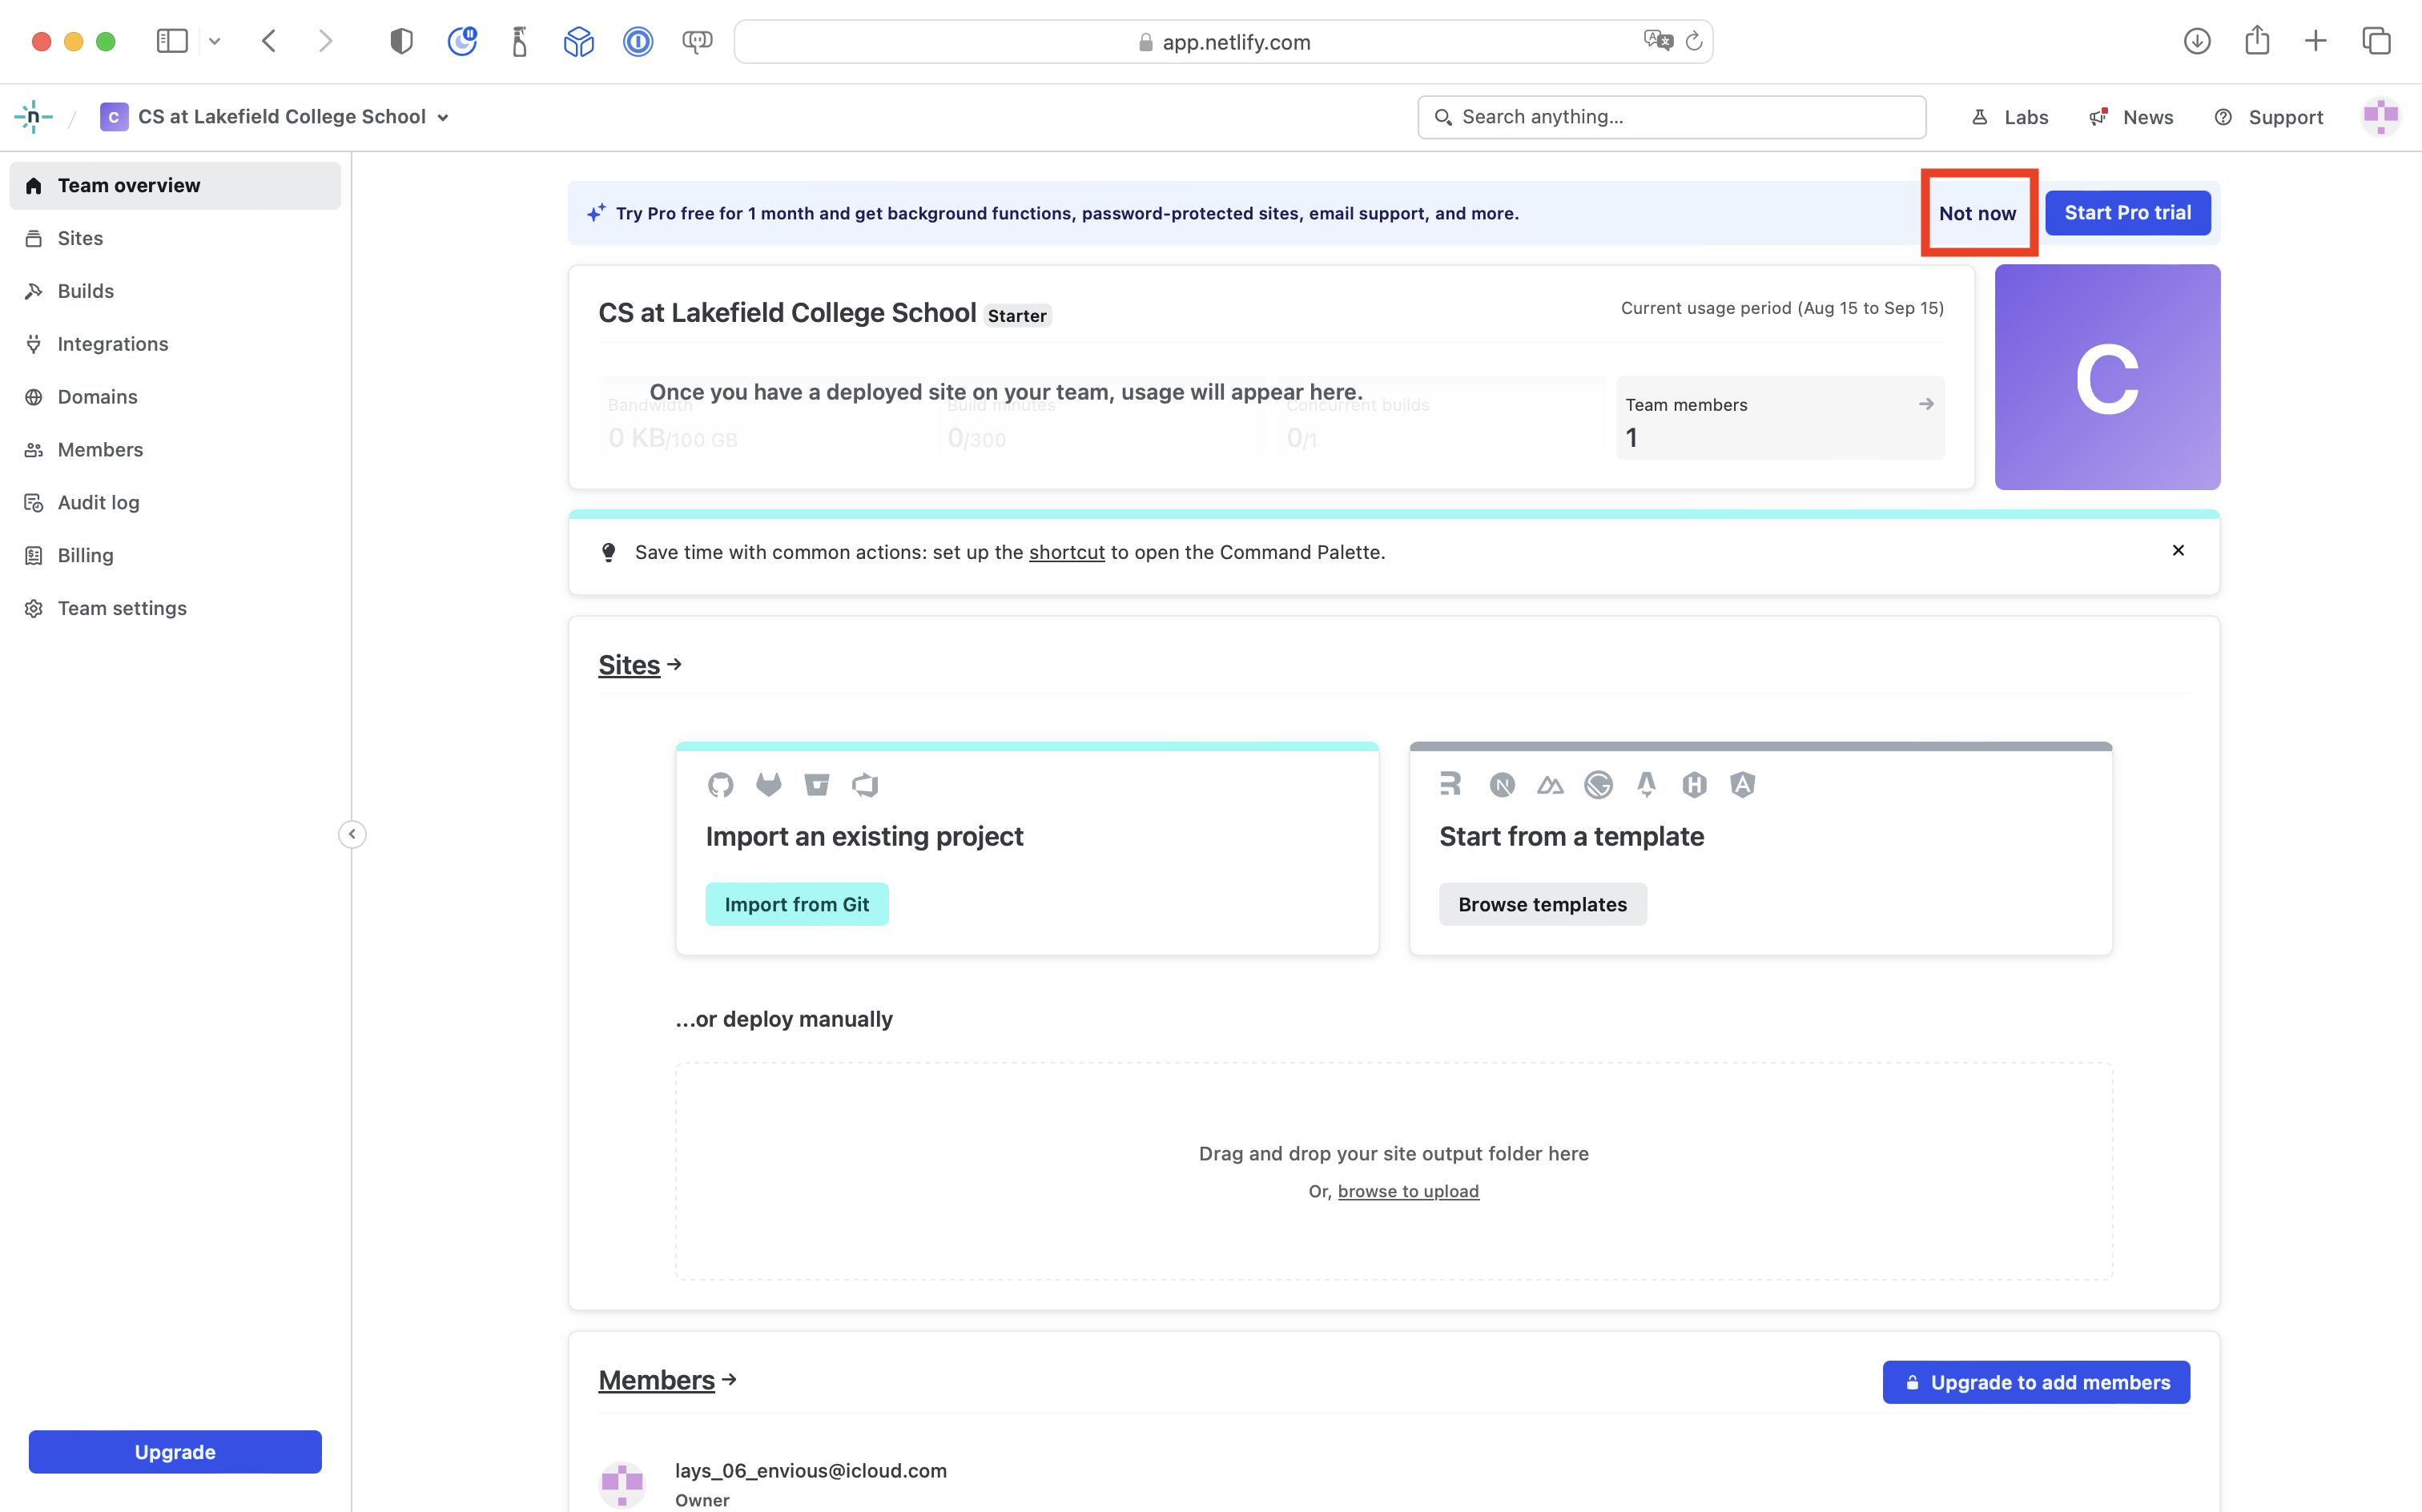 app.netlify.com
n / C CS at Lakefield College School
Search anything...
Labs
News
Support
Team overview
Sites
Builds
Integrations
Domains
Members
Audit log
Billing
Team settings
Upgrade
Try Pro free for 1 month and get background functions, password-protected sites, email support, and more.
Not now
Start Pro trial
CS at Lakefield College School Starter
Current usage period (Aug 15 to Sep 15)
Once you have a deployed site on your team, usage will appear here.
Bandwidth
0 KB/100 GB
Build minutes
0/300
Concurrent builds
0/1
Team members
1
C
Save time with common actions: set up the shortcut to open the Command Palette.
Sites
Import an existing project
Import from Git
Start from a template
Browse templates
...or deploy manually
Drag and drop your site output folder here
Or, browse to upload
Members
Upgrade to add members
lays_06_envious@icloud.com
Owner